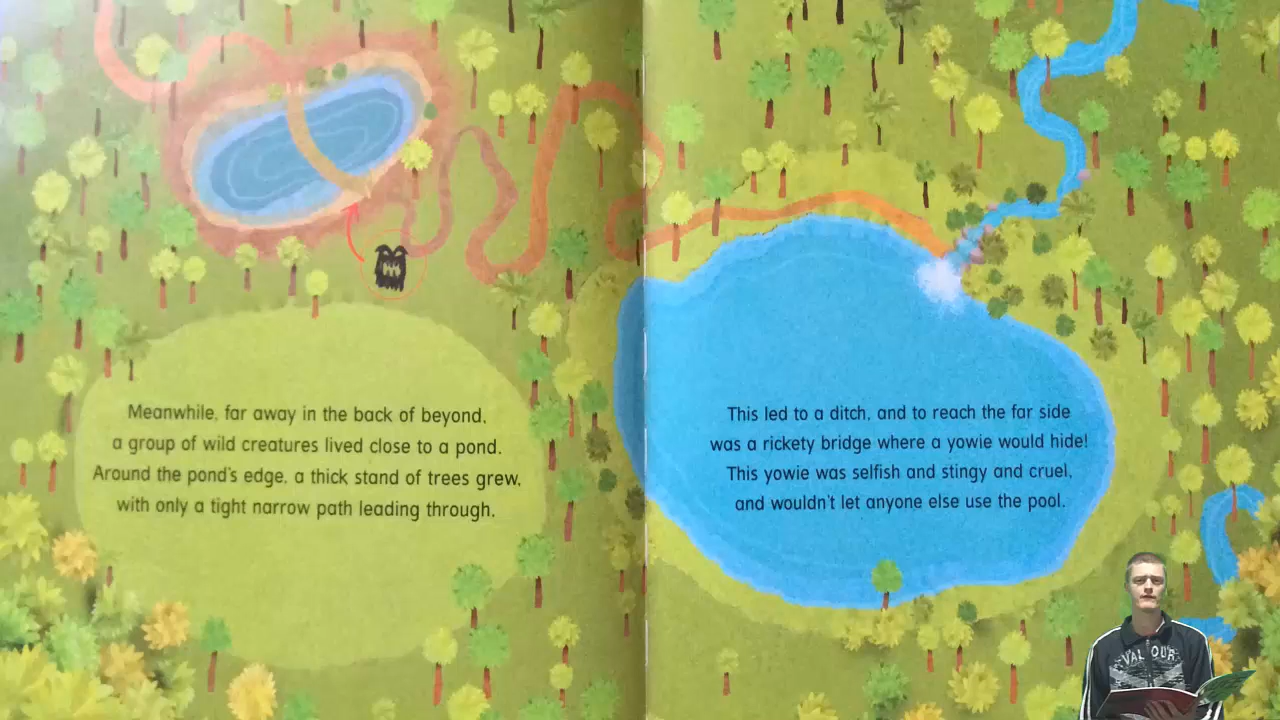 Meanwhile, far away in the back of beyond,
a group of wild creatures lived close to a pond.
Around the pond's edge, a thick stand of trees grew,
with only a tight narrow path leading through.
This led to a ditch, and to reach the far side
was a rickety bridge where a yowie would hide!
This yowie was selfish and stingy and cruel,
and wouldn't let anyone else use the pool.
VALOUR